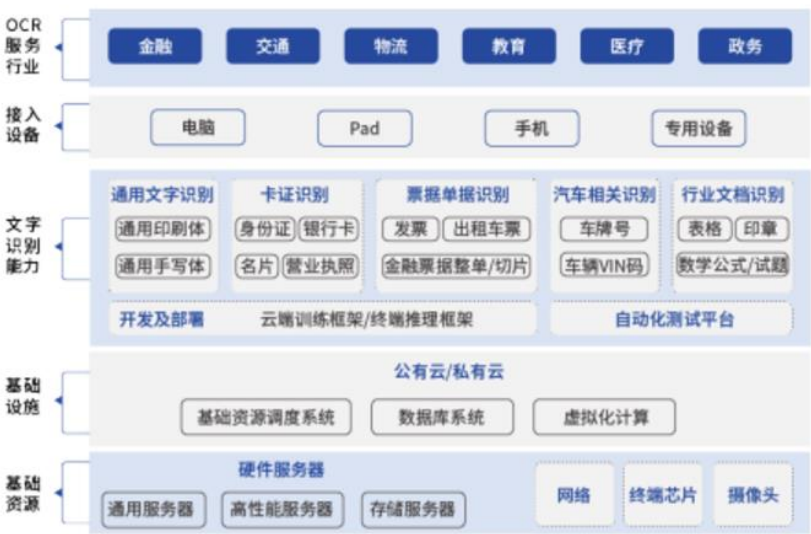 OCR
服务
行业
金融 交通 物流 教育 医疗 政务
接入
设备
电脑 Pad 手机 专用设备
文字
识别
能力
通用文字识别 卡证识别 票据单据识别 汽车相关识别 行业文档识别
通用印刷体 身份证 银行卡 发票 出租车票 车牌号 表格 印章
通用手写体 名片 营业执照 金融票据整单/切片 车辆VIN码 数学公式/试题
开发及部署 云端训练框架/终端推理框架 自动化测试平台
基础
设施
公有云/私有云
基础资源调度系统 数据库系统 虚拟化计算
基础
资源
硬件服务器
通用服务器 高性能服务器 存储服务器
网络 终端芯片 摄像头